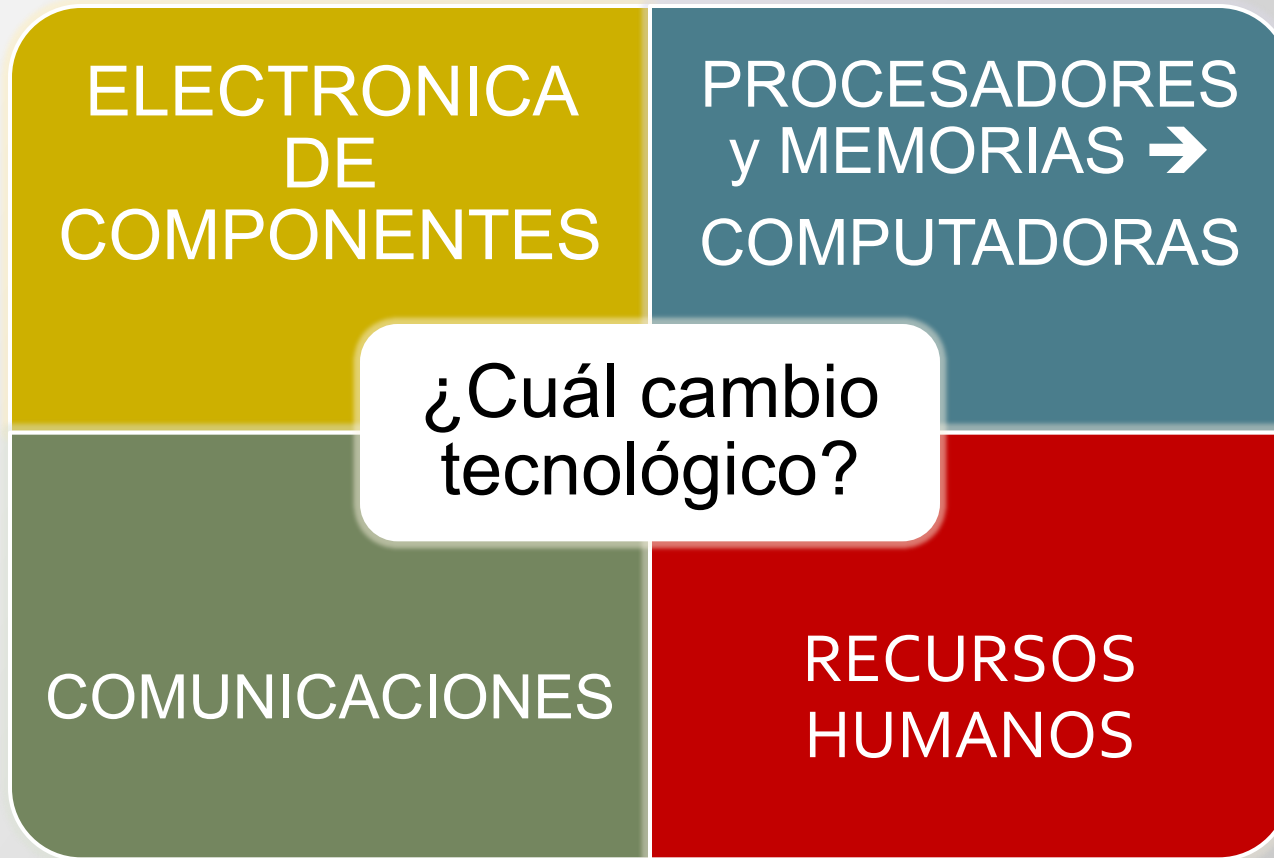 ELECTRONICA
DE
COMPONENTES
PROCESADORES
y MEMORIAS ➔
COMPUTADORAS
¿Cuál cambio
tecnológico?
COMUNICACIONES
RECURSOS
HUMANOS